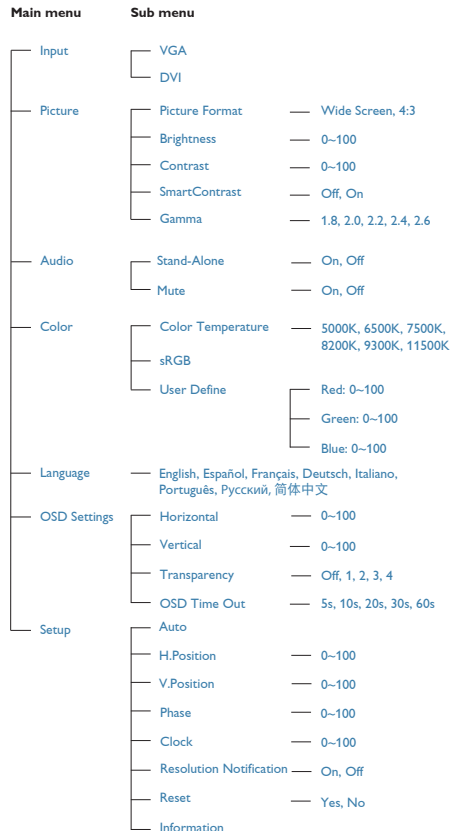 Main menu Sub menu
Input VGA
DVI
Picture Picture Format Wide Screen, 4:3
Brightness 0~100
Contrast 0~100
SmartContrast Off, On
Gamma 1.8, 2.0, 2.2, 2.4, 2.6
Audio Stand-Alone On, Off
Mute On, Off
Color Color Temperature 5000K, 6500K, 7500K,
8200K, 9300K, 11500K
sRGB
User Define Red: 0~100
Green: 0~100
Blue: 0~100
Language English, Español, Français, Deutsch, Italiano,
Português, Русский, 简体中文
OSD Settings Horizontal 0~100
Vertical 0~100
Transparency Off, 1, 2, 3, 4
OSD Time Out 5s, 10s, 20s, 30s, 60s
Setup Auto
H.Position 0~100
V.Position 0~100
Phase 0~100
Clock 0~100
Resolution Notification On, Off
Reset Yes, No
Information